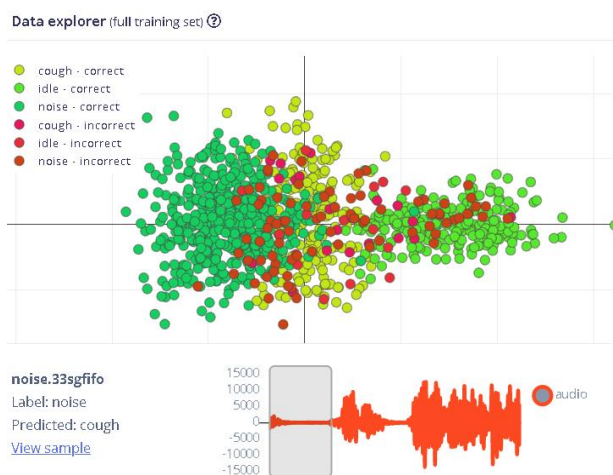 Data explorer (full training set) ?
cough - correct
idle - correct
noise - correct
cough - incorrect
idle - incorrect
noise - incorrect
noise.33sgfifo
Label: noise
Predicted: cough
View sample
15000
10000
5000
0
-5000
-10000
-15000
audio